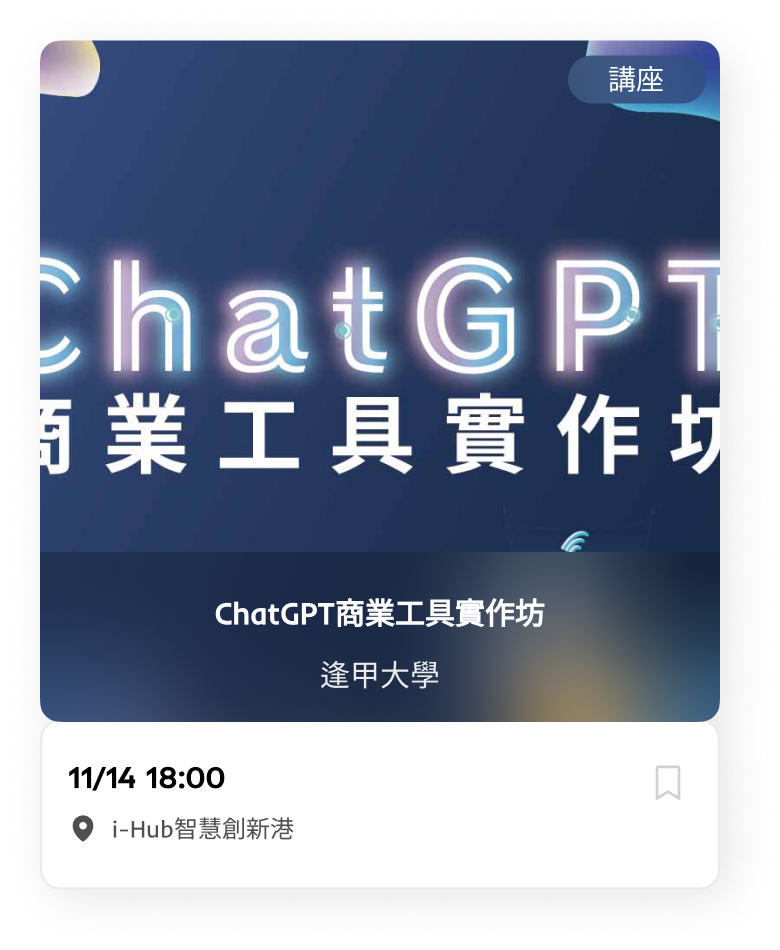 講座
ChatGPT
商業工具實作坊
ChatGPT商業工具實作坊
逢甲大學
11/14 18:00
i-Hub智慧創新港